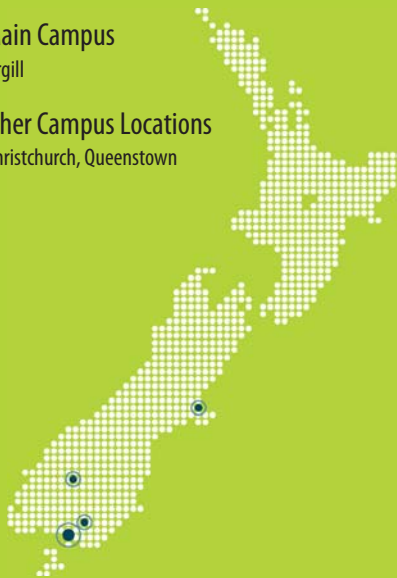 ain Campus
rgill
her Campus Locations
hristchurch, Queenstown